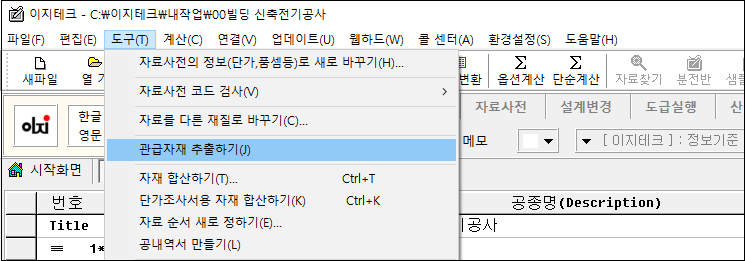 이지테크 - C:₩이지테크₩내작업₩00빌딩 신축전기공사
파일(F) 편집(E) 도구(T) 계산(C) 연결(V) 업데이트(U) 웹하드(W) 콜 센터(A) 환경설정(S) 도움말(H)
새파일 열 기 변환 옵션계산 단순계산 자료찾기 분전반 샘플
자료사전의 정보(단가,품셈등)로 새로 바꾸기(H)...
자료사전 코드 검사(V)
자료를 다른 재질로 바꾸기(C)...
관급자재 추출하기(J)
자재 합산하기(T)... Ctrl+T
단가조사서용 자재 합산하기(K) Ctrl+K
자료 순서 새로 정하기(E)...
공내역서 만들기(L)
자료사전 설계변경 도급실행 산
한글
영문
메모 [ 이지테크 ] : 정보기준
시작화면
번호 공종명(Description)
Title 기공사
1*